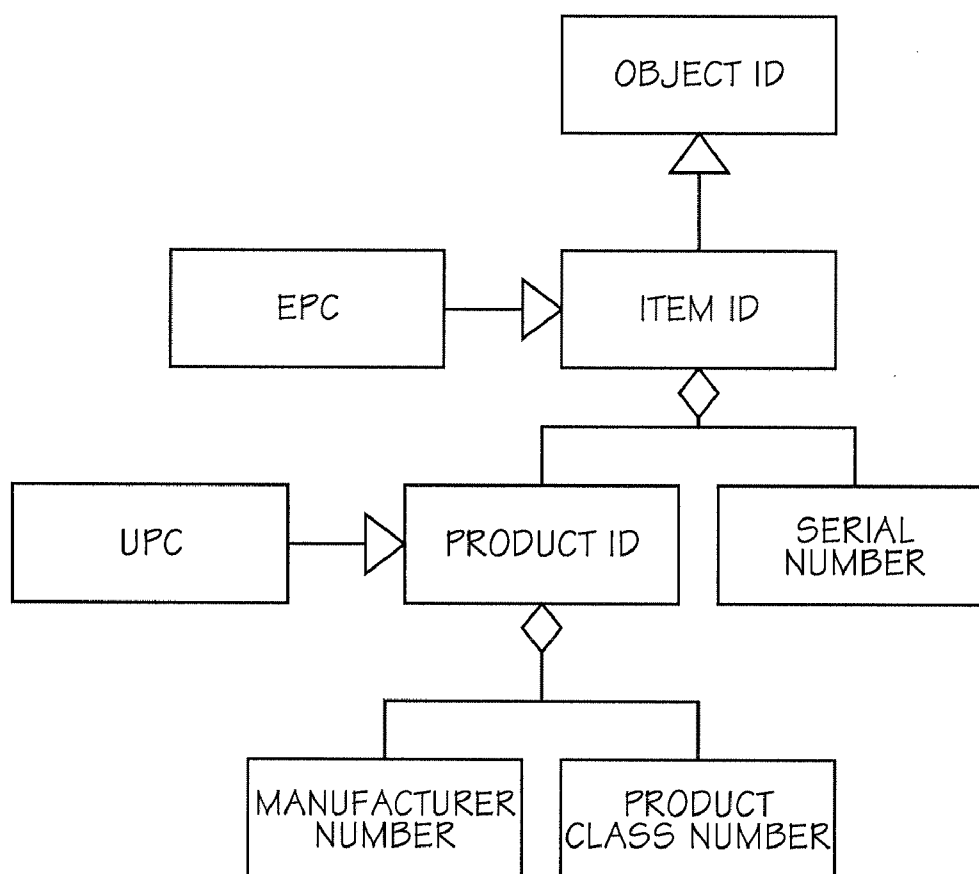 OBJECT ID
EPC
ITEM ID
UPC
PRODUCT ID
SERIAL
NUMBER
MANUFACTURER
NUMBER
PRODUCT
CLASS NUMBER